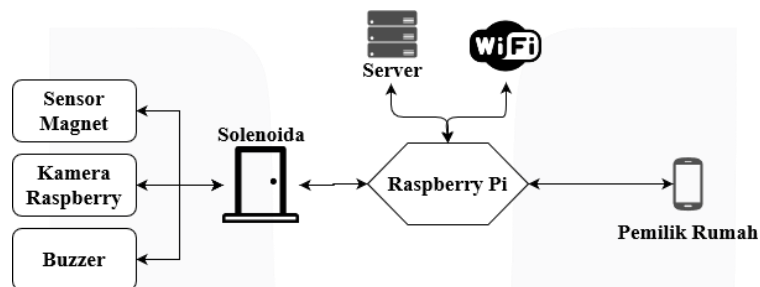 Server
WiFi
Sensor
Magnet
Solenoida
Kamera
Raspberry
Raspberry Pi
Buzzer
Pemilik Rumah